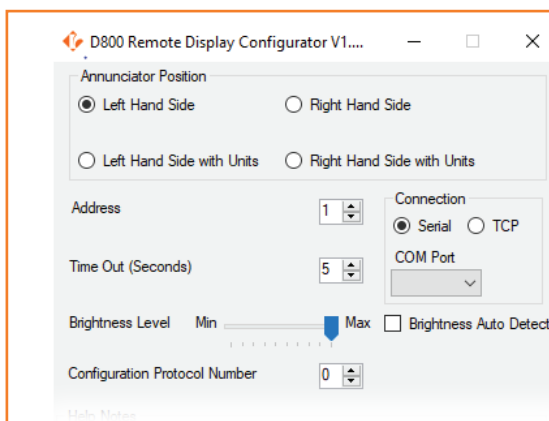 D800 Remote Display Configurator V1....
Annunciator Position
Left Hand Side Right Hand Side
Left Hand Side with Units Right Hand Side with Units
Address 1
Connection
Serial TCP
COM Port
Time Out (Seconds) 5
Brightness Level Min Max Brightness Auto Detect
Configuration Protocol Number 0
Help Notes